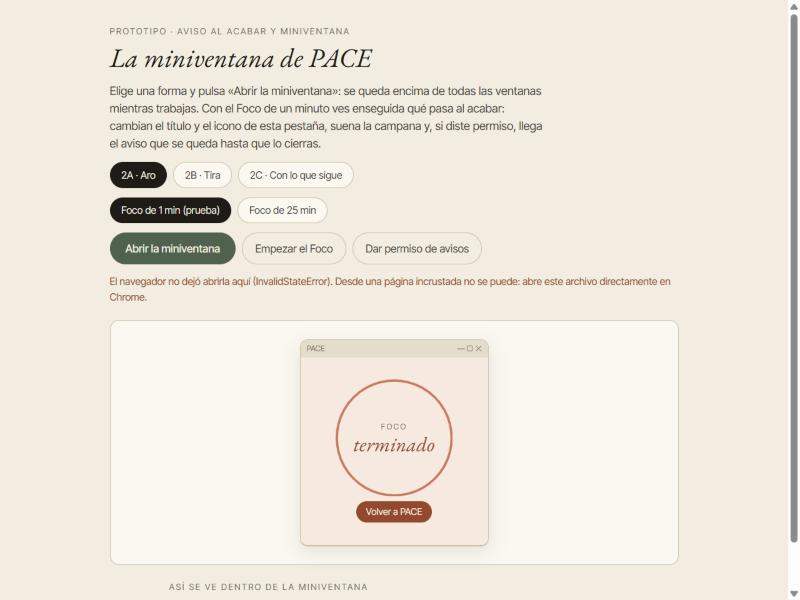 PROTOTIPO · AVISO AL ACABAR Y MINIVENTANA
La miniventana de PACE
Elige una forma y pulsa «Abrir la miniventana»: se queda encima de todas las ventanas
mientras trabajas. Con el Foco de un minuto ves enseguida qué pasa al acabar:
cambian el título y el icono de esta pestaña, suena la campana y, si diste permiso, llega
el aviso que se queda hasta que lo cierras.
2A · Aro
2B · Tira
2C · Con lo que sigue
Foco de 1 min (prueba)
Foco de 25 min
Abrir la miniventana
Empezar el Foco
Dar permiso de avisos
El navegador no dejó abrirla aquí (InvalidStateError). Desde una página incrustada no se puede: abre este archivo directamente en
Chrome.
PACE
FOCO
terminado
Volver a PACE
ASÍ SE VE DENTRO DE LA MINIVENTANA